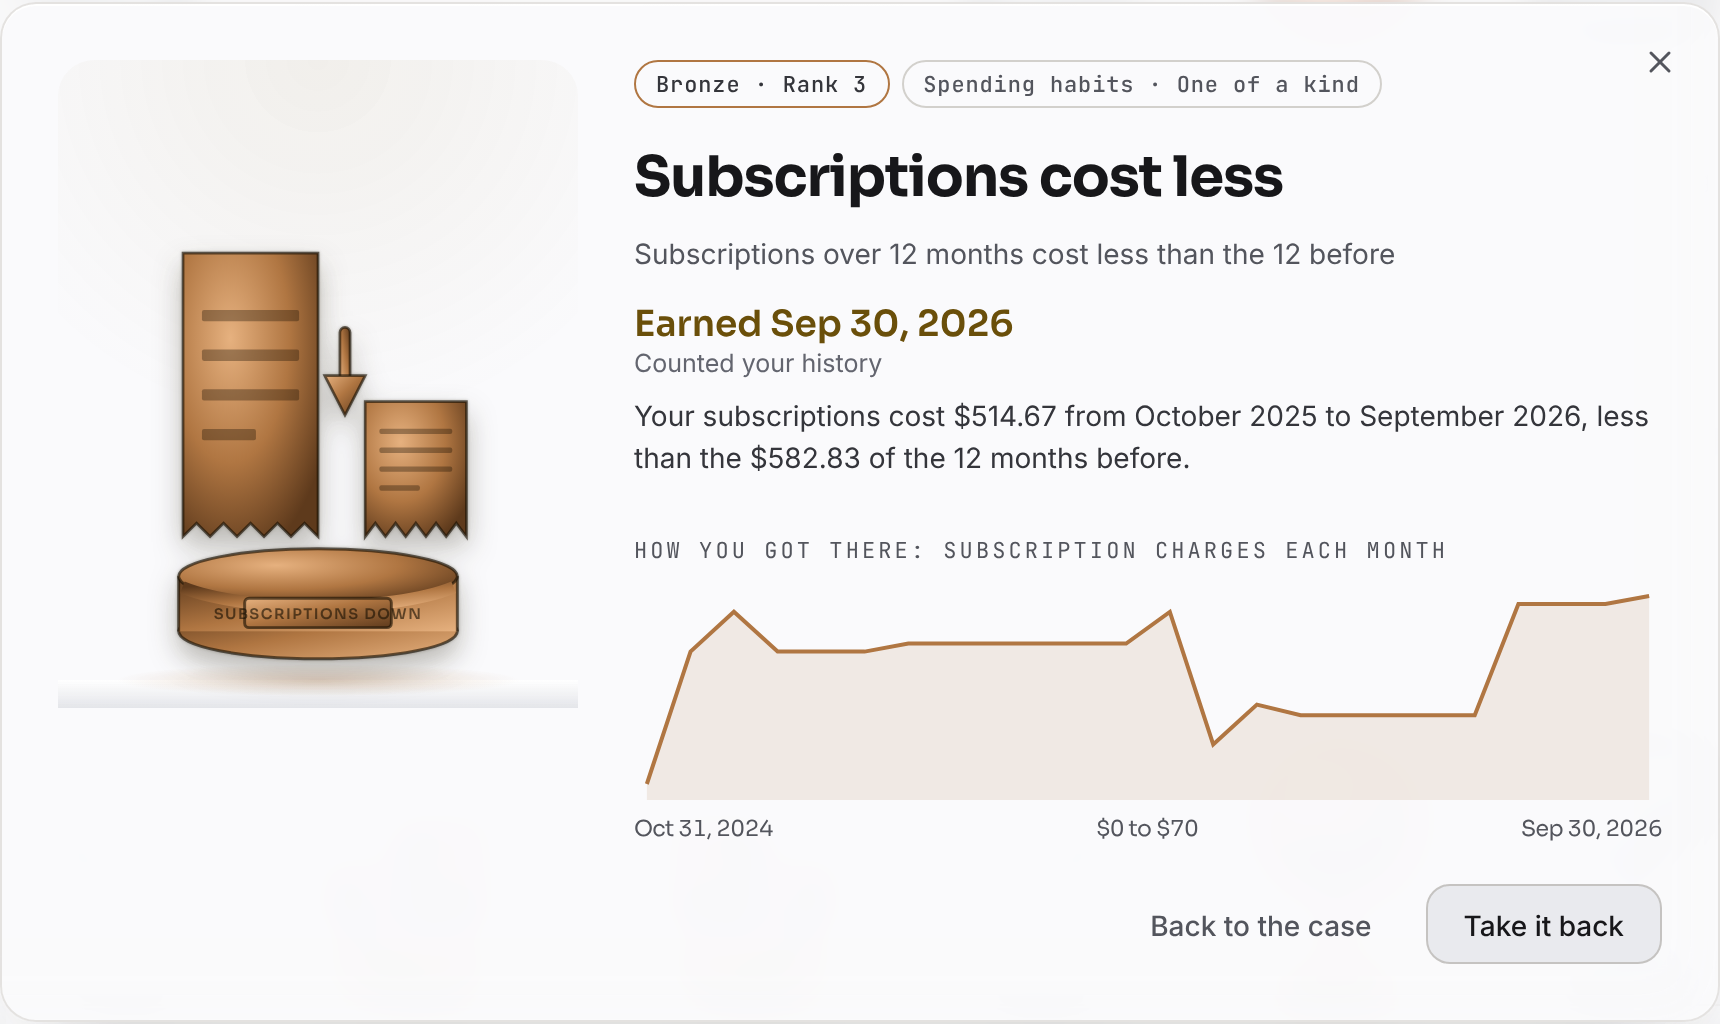 Bronze · Rank 3
Spending habits · One of a kind
Subscriptions cost less
Subscriptions over 12 months cost less than the 12 before
Earned Sep 30, 2026
Counted your history
Your subscriptions cost $514.67 from October 2025 to September 2026, less
than the $582.83 of the 12 months before.
HOW YOU GOT THERE: SUBSCRIPTION CHARGES EACH MONTH
SUBSCRIPTIONS DOWN
Oct 31, 2024
$0 to $70
Sep 30, 2026
Back to the case
Take it back